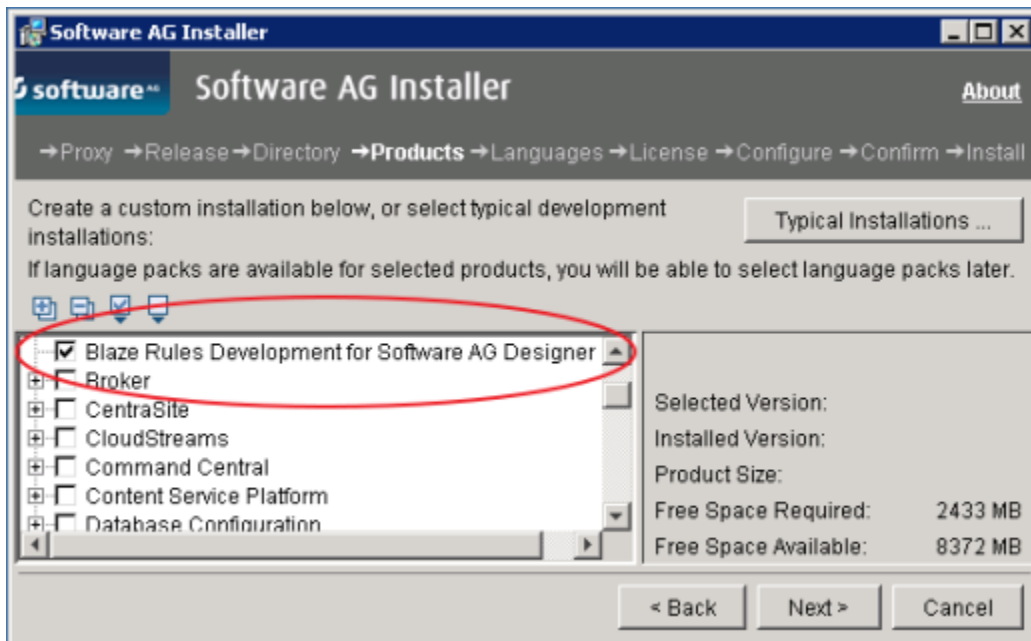 Software AG Installer
software AG
Software AG Installer
About
→Proxy →Release→Directory →Products →Languages →License →Configure →Confirm →Install
Create a custom installation below, or select typical development
installations:
Typical Installations ...
If language packs are available for selected products, you will be able to select language packs later.
Blaze Rules Development for Software AG Designer
Broker
CentraSite
CloudStreams
Command Central
Content Service Platform
Database Configuration
Selected Version:
Installed Version:
Product Size:
Free Space Required: 2433 MB
Free Space Available: 8372 MB
< Back
Next >
Cancel